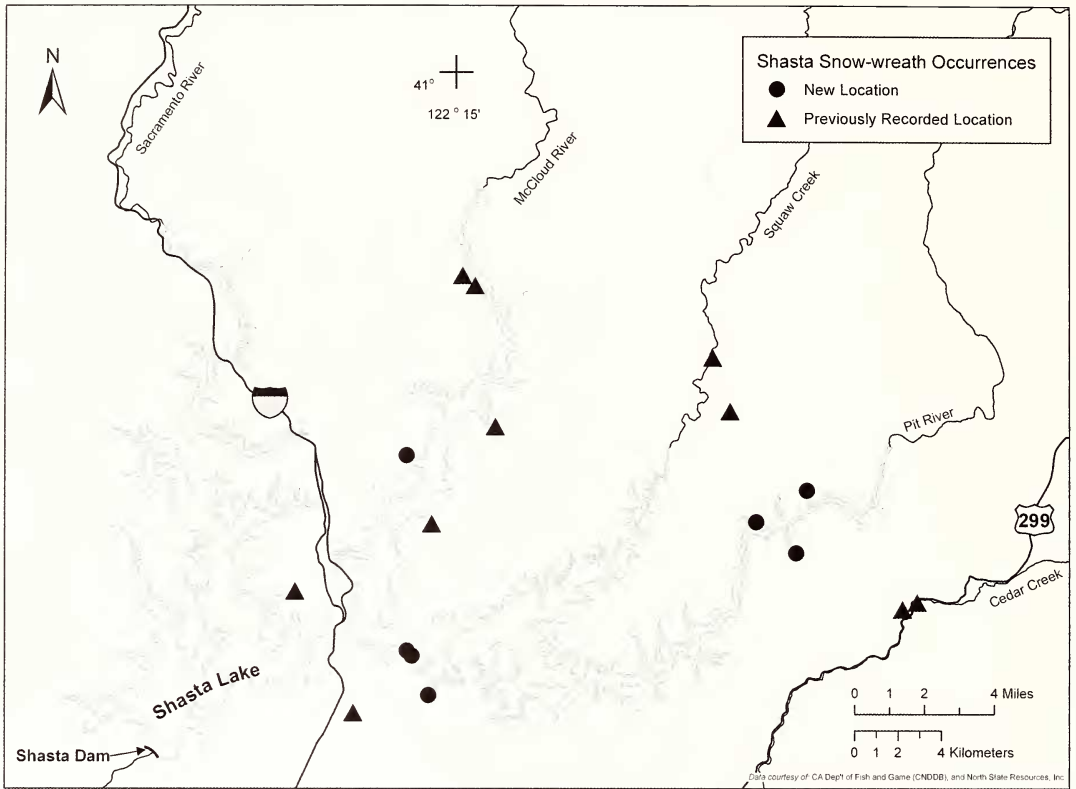 N
Sacramento River
41°
122 ° 15'
McCloud River
Shasta Snow-wreath Occurrences
New Location
Previously Recorded Location
Squaw Creek
Pit River
299
Cedar Creek
Shasta Lake
Shasta Dam
0 1 2 4 Miles
0 1 2 4 Kilometers
Data courtesy of: CA Dep't of Fish and Game (CNDDB), and North State Resources, Inc